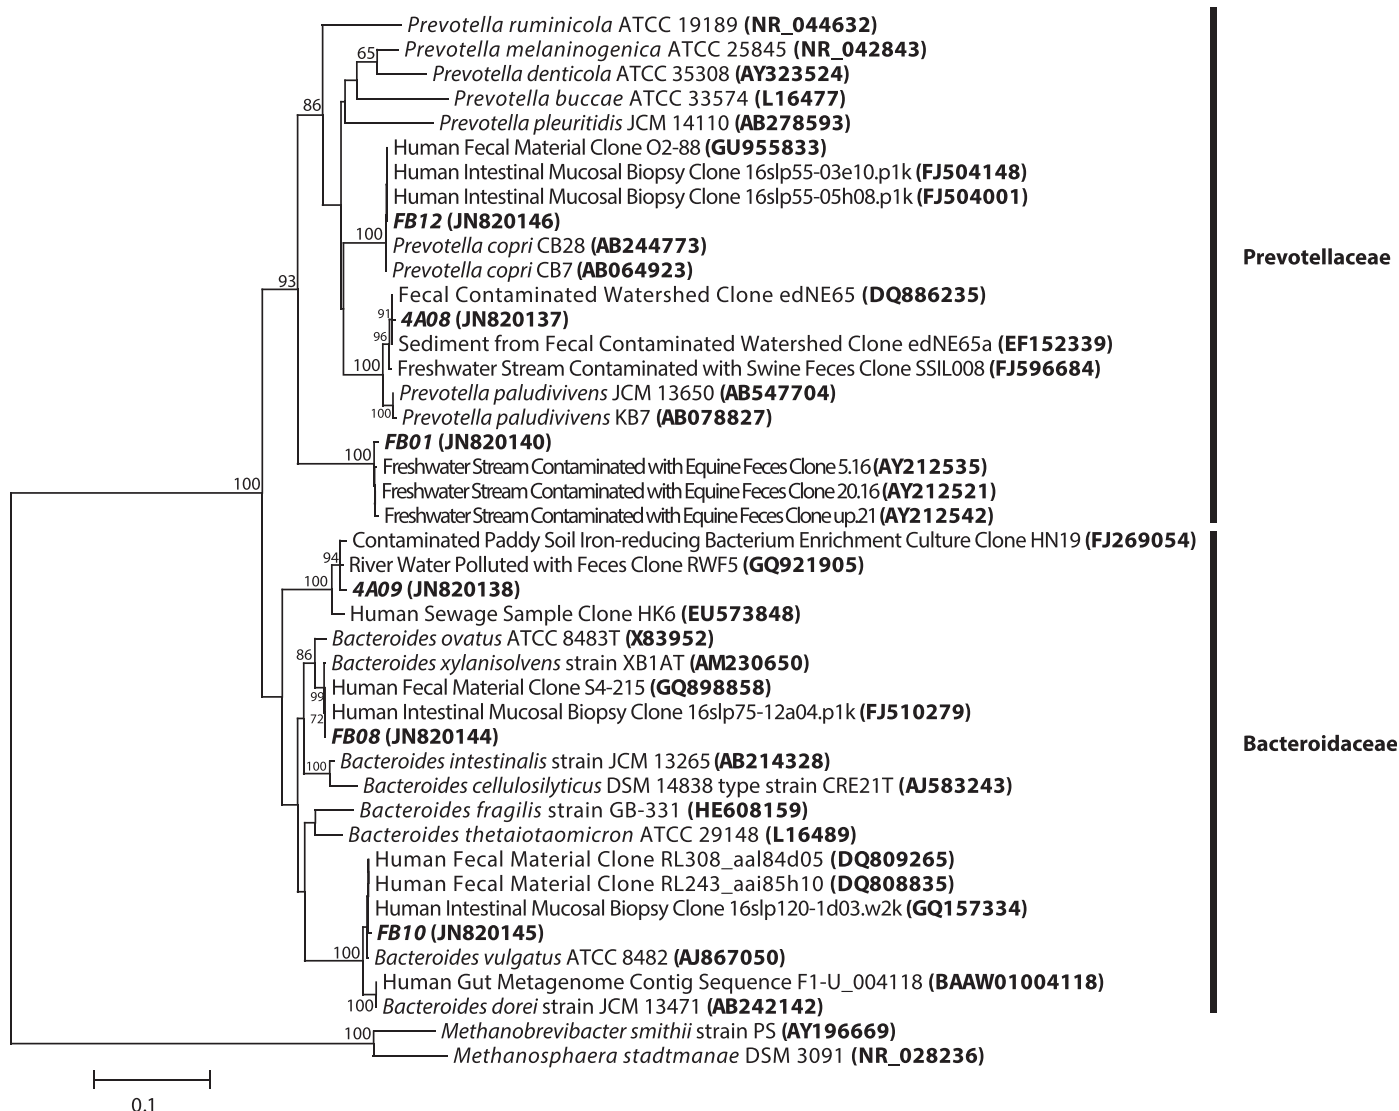 Prevotella ruminicola ATCC 19189 (NR_044632)
65
Prevotella melaninogenica ATCC 25845 (NR_042843)
Prevotella denticola ATCC 35308 (AY323524)
Prevotella buccae ATCC 33574 (L16477)
86
Prevotella pleuritidis JCM 14110 (AB278593)
Human Fecal Material Clone O2-88 (GU955833)
Human Intestinal Mucosal Biopsy Clone 16slp55-03e10.p1k (FJ504148)
Human Intestinal Mucosal Biopsy Clone 16slp55-05h08.p1k (FJ504001)
FB12 (JN820146)
100
Prevotella copri CB28 (AB244773)
Prevotella copri CB7 (AB064923)
Prevotellaceae
93
Fecal Contaminated Watershed Clone edNE65 (DQ886235)
91
4A08 (JN820137)
96
Sediment from Fecal Contaminated Watershed Clone edNE65a (EF152339)
100
Freshwater Stream Contaminated with Swine Feces Clone SSIL008 (FJ596684)
Prevotella paludivivens JCM 13650 (AB547704)
100
Prevotella paludivivens KB7 (AB078827)
FB01 (JN820140)
100
Freshwater Stream Contaminated with Equine Feces Clone 5.16 (AY212535)
100
Freshwater Stream Contaminated with Equine Feces Clone 20.16 (AY212521)
Freshwater Stream Contaminated with Equine Feces Clone up.21 (AY212542)
Contaminated Paddy Soil Iron-reducing Bacterium Enrichment Culture Clone HN19 (FJ269054)
94
River Water Polluted with Feces Clone RWF5 (GQ921905)
100
4A09 (JN820138)
Human Sewage Sample Clone HK6 (EU573848)
Bacteroides ovatus ATCC 8483T (X83952)
86
Bacteroides xylanisolvens strain XB1AT (AM230650)
Human Fecal Material Clone S4-215 (GQ898858)
99
Human Intestinal Mucosal Biopsy Clone 16slp75-12a04.p1k (FJ510279)
72
FB08 (JN820144)
Bacteroidaceae
Bacteroides intestinalis strain JCM 13265 (AB214328)
100
Bacteroides cellulosilyticus DSM 14838 type strain CRE21T (AJ583243)
Bacteroides fragilis strain GB-331 (HE608159)
Bacteroides thetaiotaomicron ATCC 29148 (L16489)
Human Fecal Material Clone RL308_aal84d05 (DQ809265)
Human Fecal Material Clone RL243_aai85h10 (DQ808835)
Human Intestinal Mucosal Biopsy Clone 16slp120-1d03.w2k (GQ157334)
FB10 (JN820145)
100
Bacteroides vulgatus ATCC 8482 (AJ867050)
Human Gut Metagenome Contig Sequence F1-U_004118 (BAAW01004118)
100
Bacteroides dorei strain JCM 13471 (AB242142)
100
Methanobrevibacter smithii strain PS (AY196669)
Methanosphaera stadtmanae DSM 3091 (NR_028236)
0.1